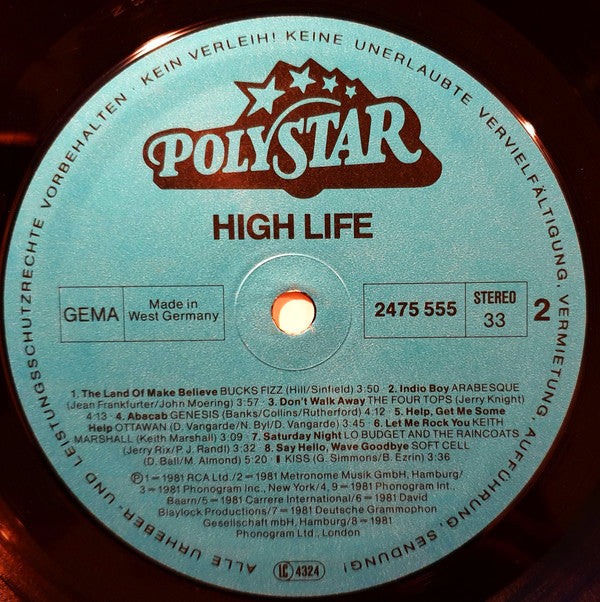 ALLE URHEBER- UND LEISTUNGSSCHUTZRECHTE VORBEHALTEN · KEIN VERLEIH! KEINE UNERLAUBTE VERVIELFÄLTIGUNG, VERMIETUNG, AUFFÜHRUNG, SENDUNG!
POLYSTAR
HIGH LIFE
GEMA
Made in
West Germany
2475 555
STEREO
33
2
1. The Land Of Make Believe BUCKS FIZZ (Hill/Sinfield) 3:50 · 2. Indio Boy ARABESQUE
(Jean Frankfurter/John Moering) 3:57 · 3. Don't Walk Away THE FOUR TOPS (Jerry Knight)
4:13 · 4. Abacab GENESIS (Banks/Collins/Rutherford) 4:12 · 5. Help, Get Me Some
Help OTTAWAN (D. Vangarde/N. Byl/D. Vangarde) 3:45 · 6. Let Me Rock You KEITH
MARSHALL (Keith Marshall) 3:09 · 7. Saturday Night LO BUDGET AND THE RAINCOATS
(Jerry Rix/P. J. Randl) 3:32 · 8. Say Hello, Wave Goodbye SOFT CELL
(D. Ball/M. Almond) 5:20 · I KISS (G. Simmons/B. Ezrin) 3:36
Ⓟ 1 = 1981 RCA Ltd./2 = 1981 Metronome Musik GmbH, Hamburg/
3 = 1981 Phonogram Inc., New York/4, 9 = 1981 Phonogram Int.
Baarn/5 = 1981 Carrere International/6 = 1981 David
Blaylock Productions/7 = 1981 Deutsche Grammophon
Gesellschaft mbH, Hamburg/8 = 1981
Phonogram Ltd., London
LC 4324